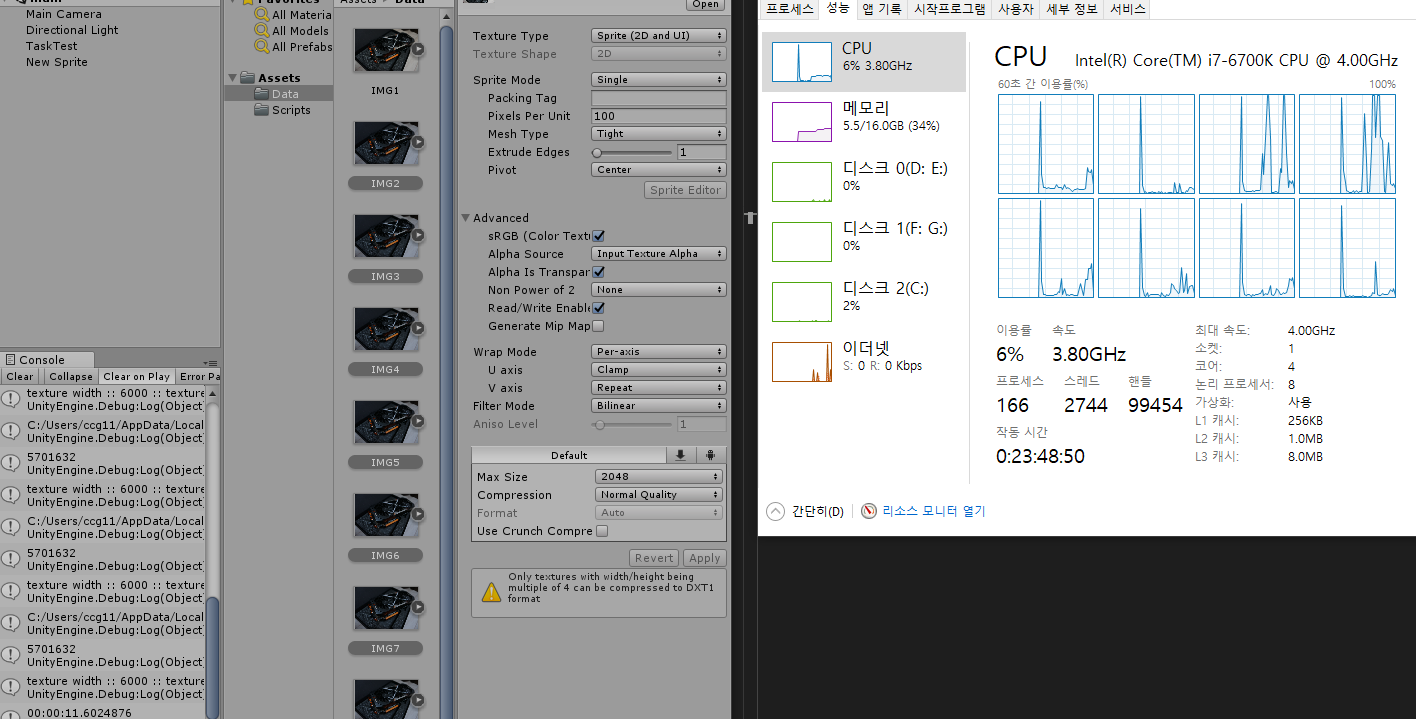 Main Camera
Directional Light
TaskTest
New Sprite
Console
Clear
Collapse
Clear on Play
Error Pa
texture width :: 6000 :: texture
UnityEngine.Debug:Log(Object)
C:/Users/ccg11/AppData/Local
UnityEngine.Debug:Log(Object)
5701632
UnityEngine.Debug:Log(Object)
texture width :: 6000 :: texture
UnityEngine.Debug:Log(Object)
C:/Users/ccg11/AppData/Local
UnityEngine.Debug:Log(Object)
5701632
UnityEngine.Debug:Log(Object)
texture width :: 6000 :: texture
UnityEngine.Debug:Log(Object)
C:/Users/ccg11/AppData/Local
UnityEngine.Debug:Log(Object)
5701632
UnityEngine.Debug:Log(Object)
texture width :: 6000 :: texture
UnityEngine.Debug:Log(Object)
00:00:11.6024876
Favorites
All Materia
All Models
All Prefabs
Assets
Data
Scripts
Assets
Data
IMG1
IMG2
IMG3
IMG4
IMG5
IMG6
IMG7
Open
Texture Type Sprite (2D and UI)
Texture Shape 2D
Sprite Mode Single
Packing Tag
Pixels Per Unit 100
Mesh Type Tight
Extrude Edges 1
Pivot Center
Sprite Editor
Advanced
sRGB (Color Textu
Alpha Source Input Texture Alpha
Alpha Is Transpar
Non Power of 2 None
Read/Write Enable
Generate Mip Map
Wrap Mode Per-axis
U axis Clamp
V axis Repeat
Filter Mode Bilinear
Aniso Level 1
Default
Max Size 2048
Compression Normal Quality
Format Auto
Use Crunch Compre
Revert Apply
Only textures with width/height being
multiple of 4 can be compressed to DXT1
format
프로세스 성능 앱 기록 시작프로그램 사용자 세부 정보 서비스
CPU
6% 3.80GHz
메모리
5.5/16.0GB (34%)
디스크 0(D: E:)
0%
디스크 1(F: G:)
0%
디스크 2(C:)
2%
이더넷
S: 0 R: 0 Kbps
CPU Intel(R) Core(TM) i7-6700K CPU @ 4.00GHz
60초 간 이용률(%) 100%
이용률 속도
6% 3.80GHz
프로세스 스레드 핸들
166 2744 99454
작동 시간
0:23:48:50
최대 속도: 4.00GHz
소켓: 1
코어: 4
논리 프로세서: 8
가상화: 사용
L1 캐시: 256KB
L2 캐시: 1.0MB
L3 캐시: 8.0MB
간단히(D) 리소스 모니터 열기